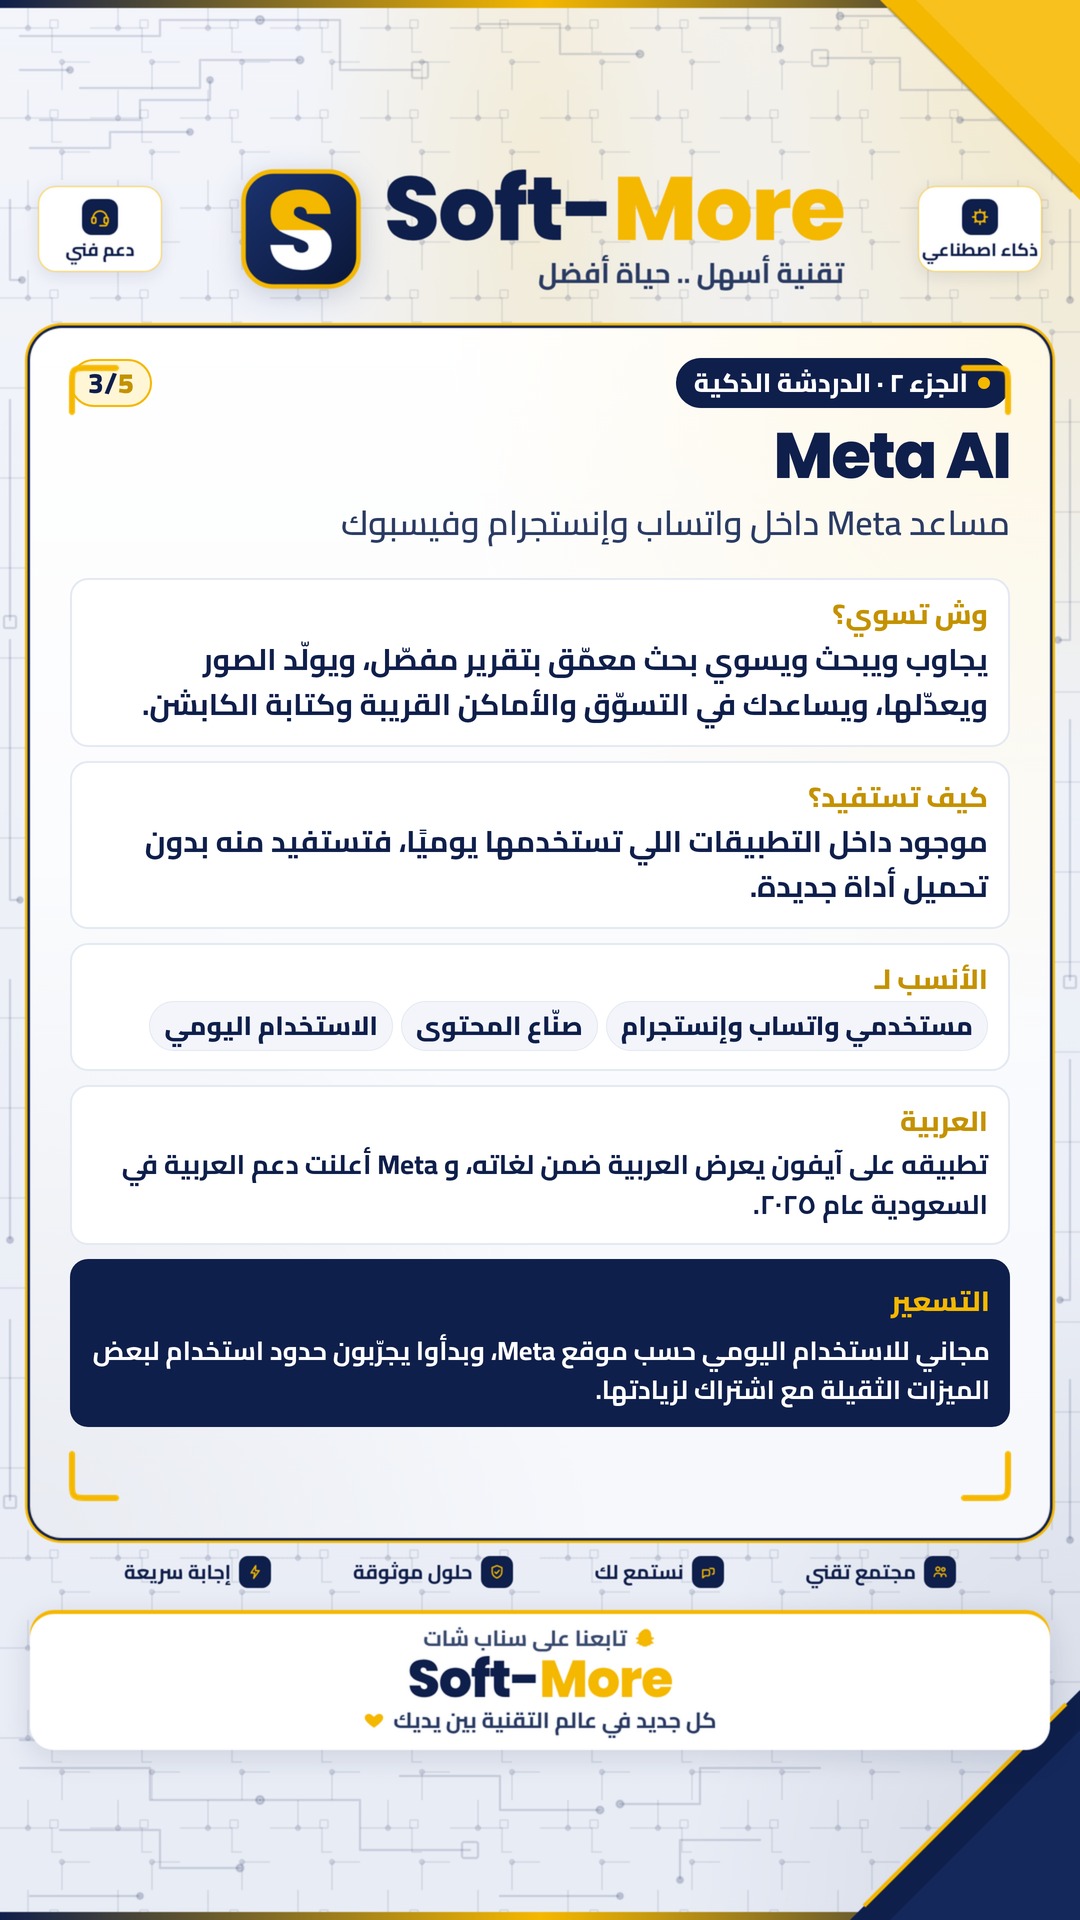 Soft-More
تقنية أسهل .. حياة أفضل
ذكاء اصطناعي
دعم فني
الجزء ٢ · الدردشة الذكية
3/5
Meta AI
مساعد Meta داخل واتساب وإنستجرام وفيسبوك
وش تسوي؟
يجاوب ويبحث ويسوي بحث معمّق بتقرير مفصّل، ويولّد الصور
ويعدّلها، ويساعدك في التسوّق والأماكن القريبة وكتابة الكابشن.
كيف تستفيد؟
موجود داخل التطبيقات اللي تستخدمها يوميًا، فتستفيد منه بدون
تحميل أداة جديدة.
الأنسب لـ
مستخدمي واتساب وإنستجرام
صنّاع المحتوى
الاستخدام اليومي
العربية
تطبيقه على آيفون يعرض العربية ضمن لغاته، و Meta أعلنت دعم العربية في
السعودية عام ٢٠٢٥.
التسعير
مجاني للاستخدام اليومي حسب موقع Meta، وبدأوا يجرّبون حدود استخدام لبعض
الميزات الثقيلة مع اشتراك لزيادتها.
مجتمع تقني
نستمع لك
حلول موثوقة
إجابة سريعة
تابعنا على سناب شات
Soft-More
كل جديد في عالم التقنية بين يديك